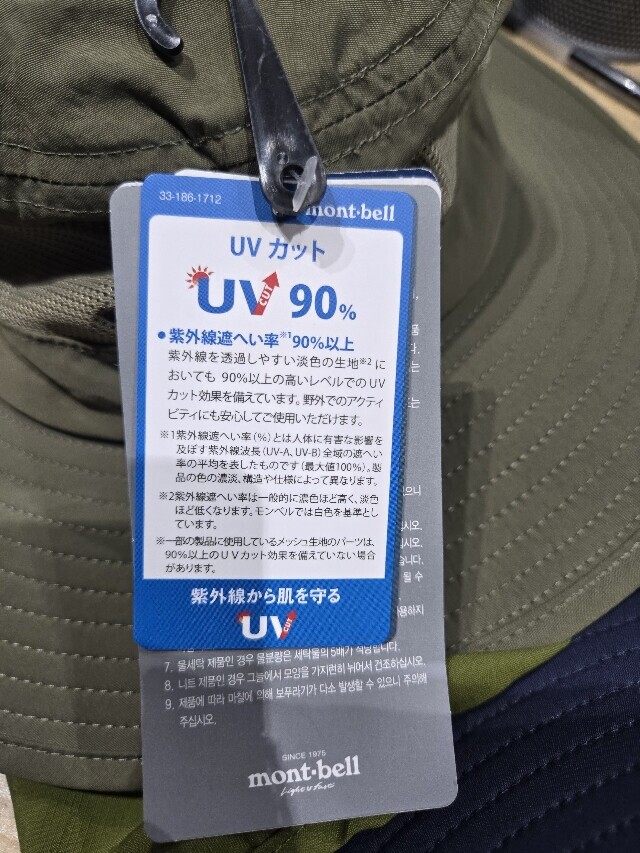 33-186-1712
mont-bell
UV カット
UV CUT 90%
●紫外線遮へい率※1 90%以上
紫外線を透過しやすい淡色の生地※2に
おいても 90%以上の高いレベルでのUV
カット効果を備えています。野外でのアクティ
ビティにも安心してご使用いただけます。
※1紫外線遮へい率(%)とは人体に有害な影響を
及ぼす紫外線波長(UV-A、UV-B)全域の遮へい
率の平均を表したものです(最大値100%)。製
品の色の濃淡、構造や仕様によって異なります。
※2紫外線遮へい率は一般的に濃色ほど高く、淡色
ほど低くなります。モンベルでは白色を基準とし
ています。
※一部の製品に使用しているメッシュ生地のパーツは、
90%以上のUVカット効果を備えていない場合
があります。
紫外線から肌を守る
UV CUT
7. 물세탁 제품인 경우 물분량은 세탁물의 5배가 적당합니다.
8. 니트 제품인 경우 그늘에서 모양을 가지런히 뉘어서 건조하십시오.
9. 제품에 따라 마찰에 의해 보푸라기가 다소 발생할 수 있으니 주의해
주십시오.
SINCE 1975
mont-bell
Light & Fast